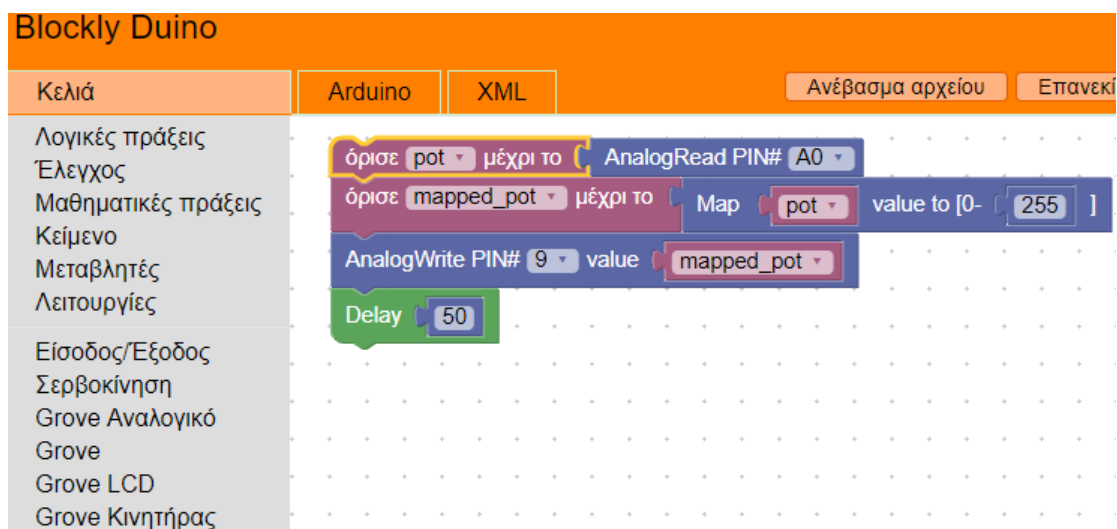 Blockly Duino
Κελιά Arduino XML Ανέβασμα αρχείου Επανεκί
Λογικές πράξεις
Έλεγχος
Μαθηματικές πράξεις
Κείμενο
Μεταβλητές
Λειτουργίες
Είσοδος/Έξοδος
Σερβοκίνηση
Grove Αναλογικό
Grove
Grove LCD
Grove Κινητήρας
όρισε pot μέχρι το AnalogRead PIN# A0
όρισε mapped_pot μέχρι το Map pot value to [0- 255 ]
AnalogWrite PIN# 9 value mapped_pot
Delay 50